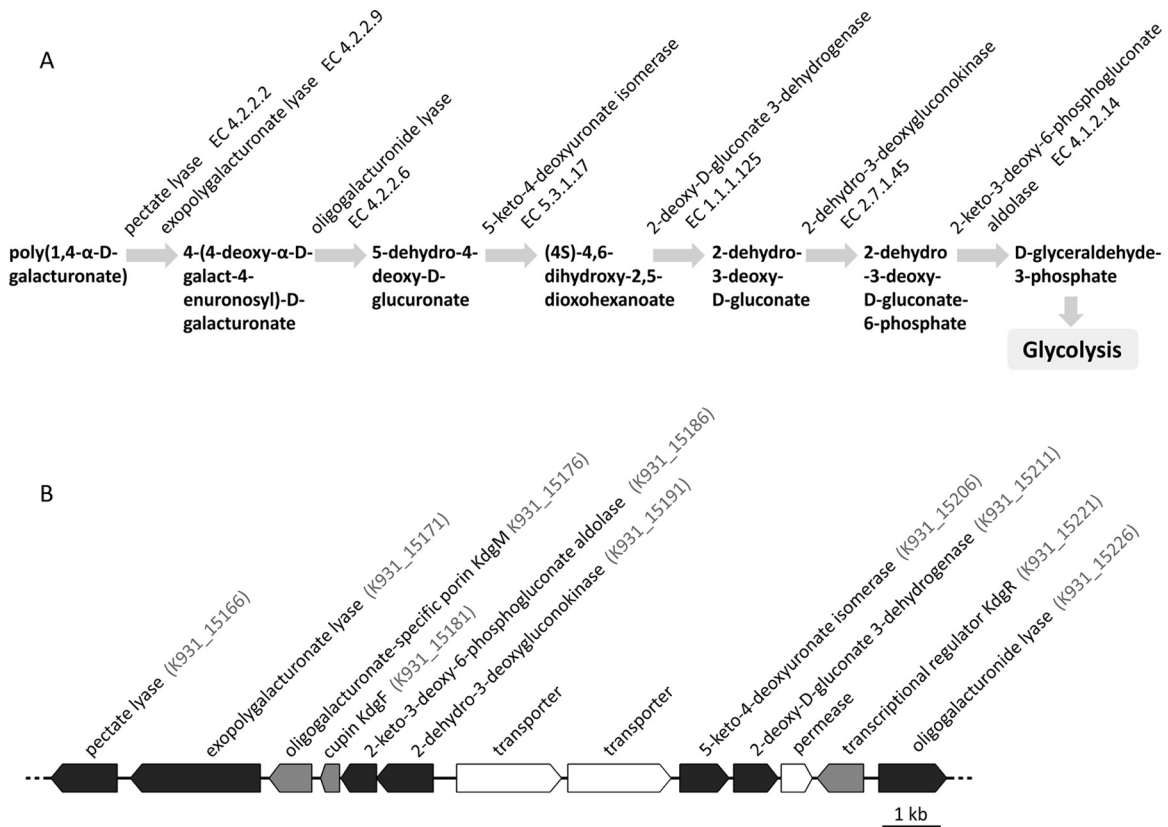 A
pectate lyase EC 4.2.2.2
exopolygalacturonate lyase EC 4.2.2.9
oligogalacturonide lyase
EC 4.2.2.6
5-keto-4-deoxyuronate isomerase
EC 5.3.1.17
2-deoxy-D-gluconate 3-dehydrogenase
EC 1.1.1.125
2-dehydro-3-deoxygluconokinase
EC 2.7.1.45
2-keto-3-deoxy-6-phosphogluconate
aldolase EC 4.1.2.14
poly(1,4-α-D-
galacturonate)
4-(4-deoxy-α-D-
galact-4-
enuronosyl)-D-
galacturonate
5-dehydro-4-
deoxy-D-
glucuronate
(4S)-4,6-
dihydroxy-2,5-
dioxohexanoate
2-dehydro-
3-deoxy-
D-gluconate
2-dehydro
-3-deoxy-
D-gluconate-
6-phosphate
D-glyceraldehyde-
3-phosphate
Glycolysis
B
pectate lyase (K931_15166)
exopolygalacturonate lyase (K931_15171)
oligogalacturonate-specific porin KdgM K931_15176)
cupin KdgF (K931_15181)
2-keto-3-deoxy-6-phosphogluconate aldolase (K931_15186)
2-dehydro-3-deoxygluconokinase (K931_15191)
transporter
transporter
5-keto-4-deoxyuronate isomerase (K931_15206)
2-deoxy-D-gluconate 3-dehydrogenase (K931_15211)
permease
transcriptional regulator KdgR (K931_15221)
oligogalacturonide lyase (K931_15226)
1 kb